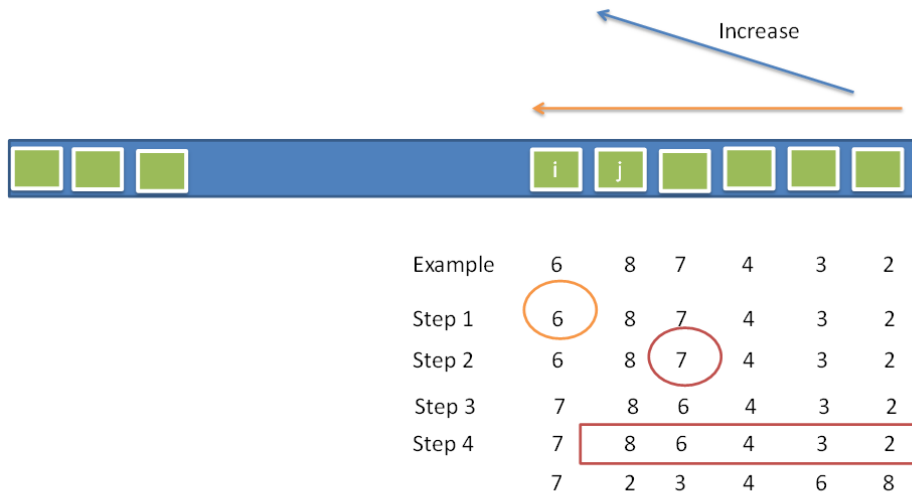 Increase
i j
Example 6 8 7 4 3 2
Step 1 6 8 7 4 3 2
Step 2 6 8 7 4 3 2
Step 3 7 8 6 4 3 2
Step 4 7 8 6 4 3 2
7 2 3 4 6 8